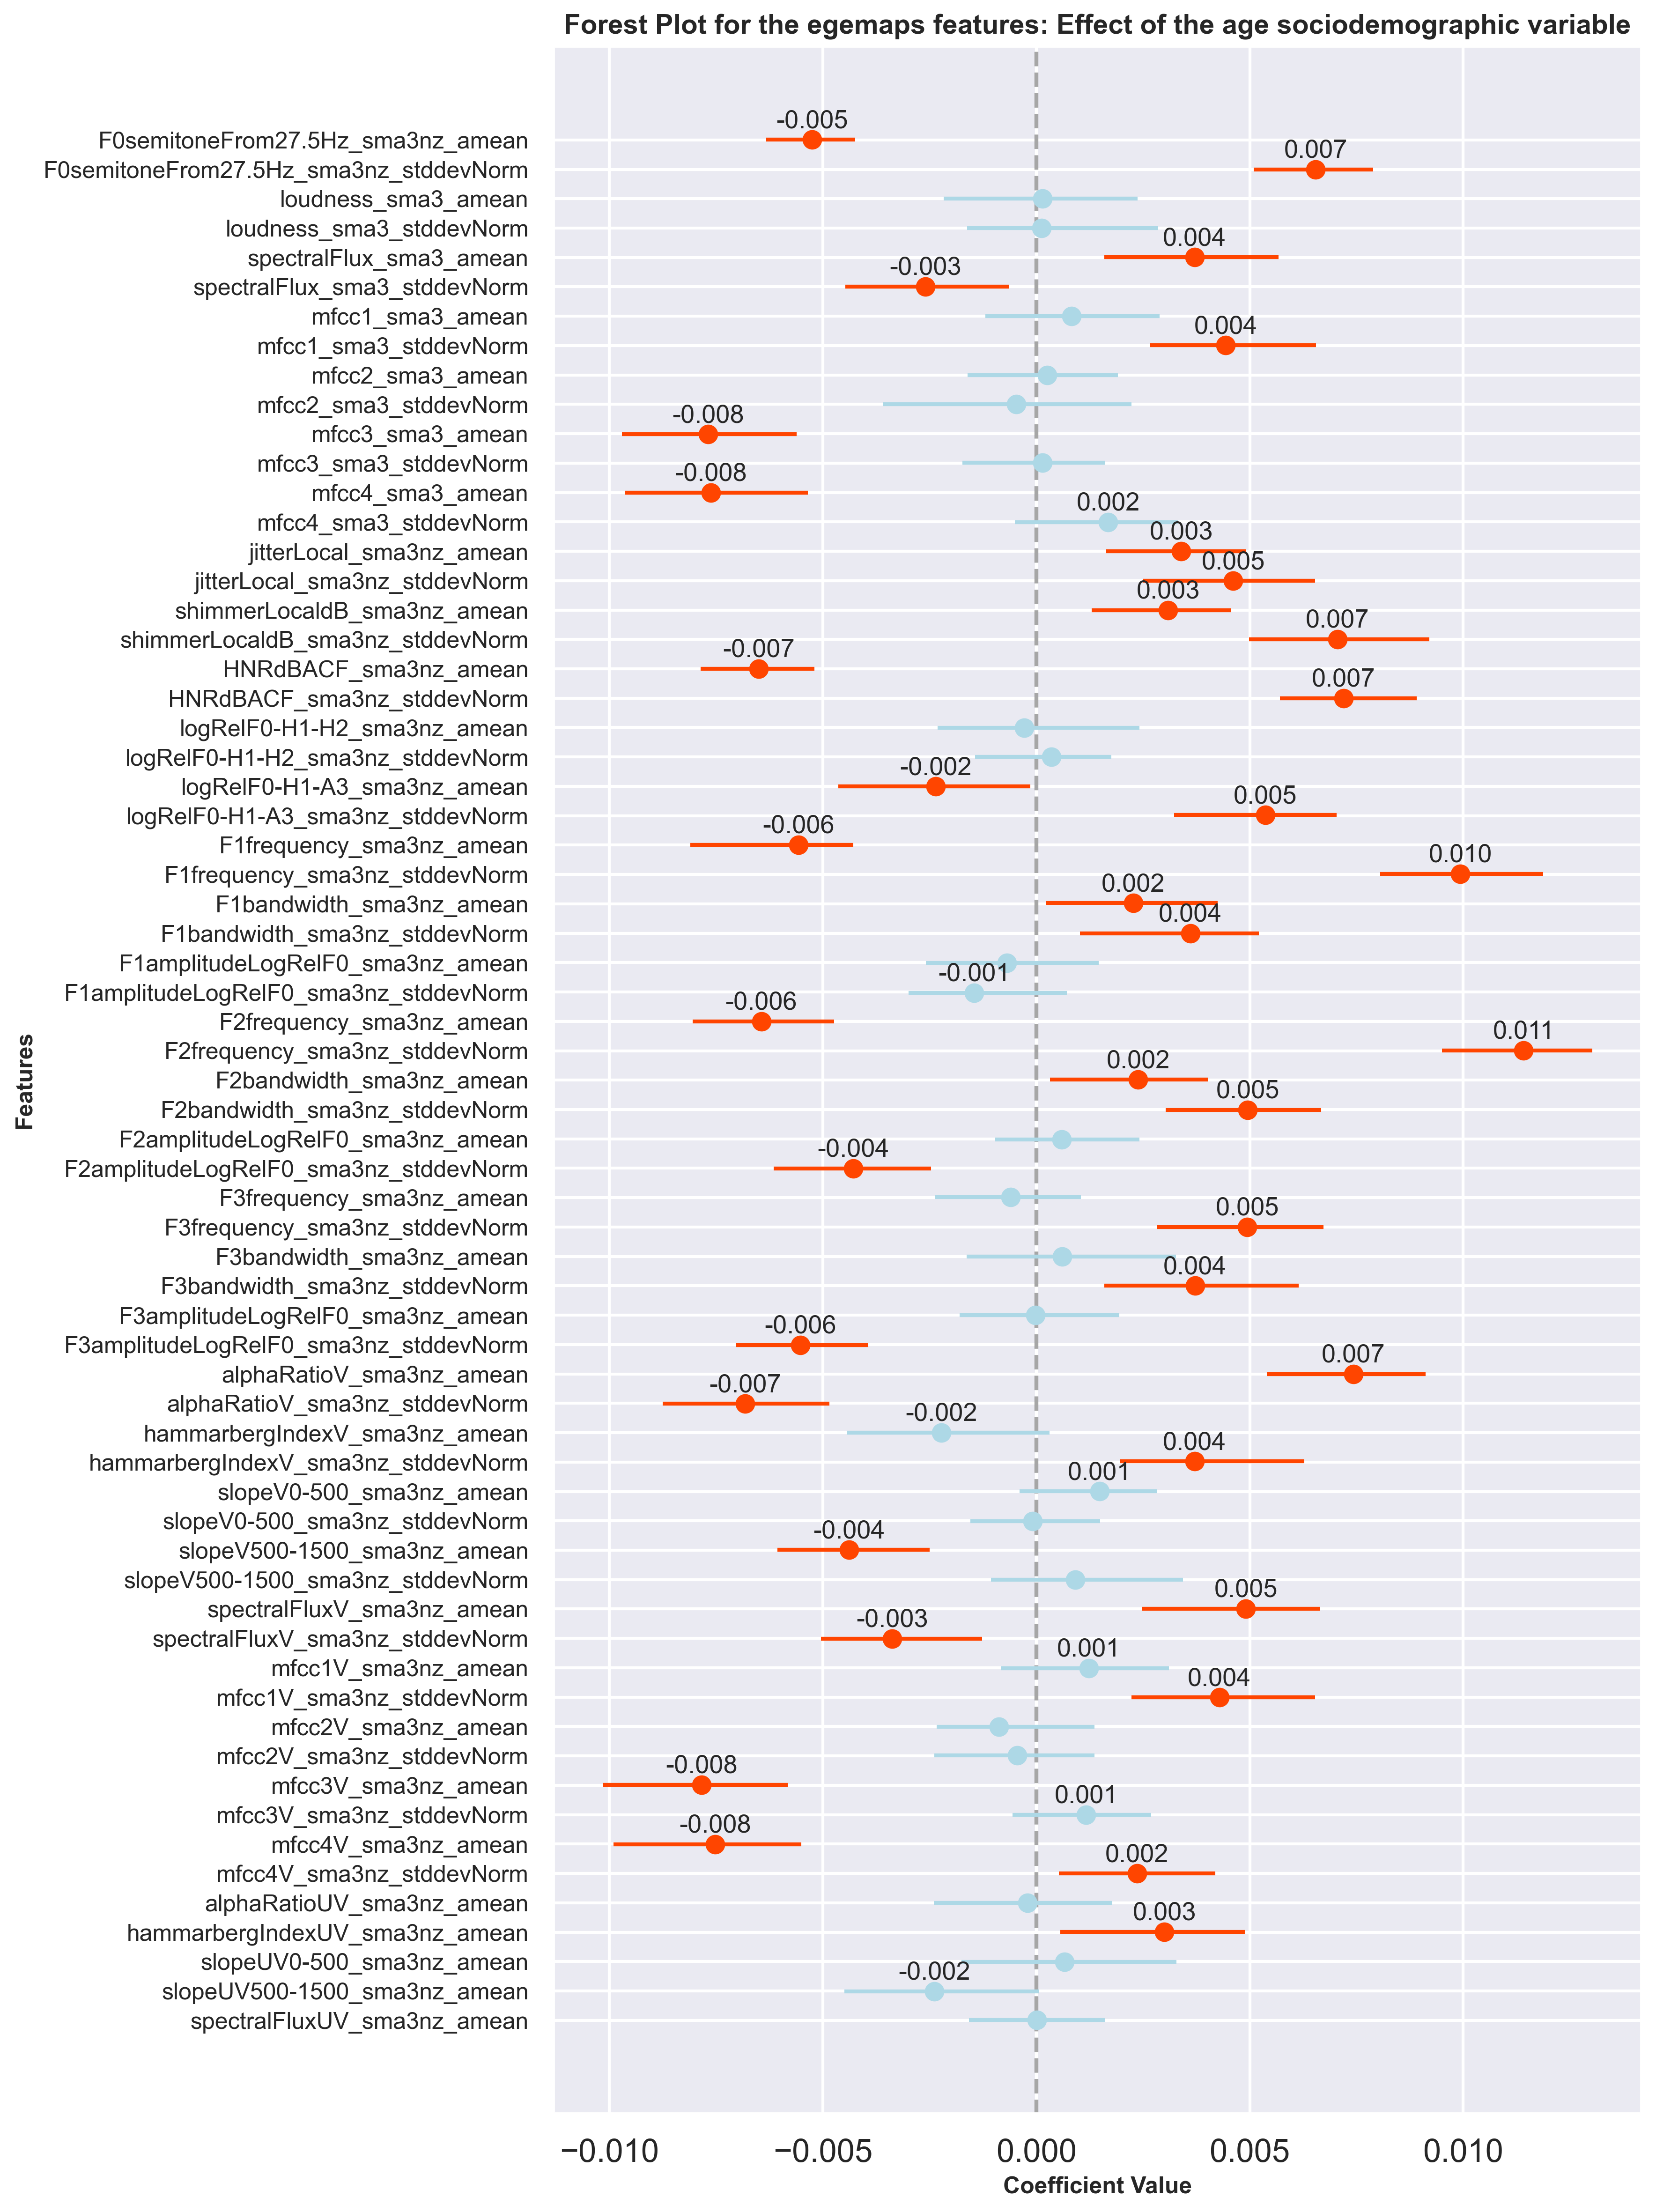 Forest Plot for the egemaps features: Effect of the age sociodemographic variable
F0semitoneFrom27.5Hz_sma3nz_amean -0.005
F0semitoneFrom27.5Hz_sma3nz_stddevNorm 0.007
loudness_sma3_amean
loudness_sma3_stddevNorm
spectralFlux_sma3_amean 0.004
spectralFlux_sma3_stddevNorm -0.003
mfcc1_sma3_amean
mfcc1_sma3_stddevNorm 0.004
mfcc2_sma3_amean
mfcc2_sma3_stddevNorm
mfcc3_sma3_amean -0.008
mfcc3_sma3_stddevNorm
mfcc4_sma3_amean -0.008
mfcc4_sma3_stddevNorm 0.002
jitterLocal_sma3nz_amean 0.003
jitterLocal_sma3nz_stddevNorm 0.005
shimmerLocaldB_sma3nz_amean 0.003
shimmerLocaldB_sma3nz_stddevNorm 0.007
HNRdBACF_sma3nz_amean -0.007
HNRdBACF_sma3nz_stddevNorm 0.007
logRelF0-H1-H2_sma3nz_amean
logRelF0-H1-H2_sma3nz_stddevNorm
logRelF0-H1-A3_sma3nz_amean -0.002
logRelF0-H1-A3_sma3nz_stddevNorm 0.005
F1frequency_sma3nz_amean -0.006
F1frequency_sma3nz_stddevNorm 0.010
F1bandwidth_sma3nz_amean 0.002
F1bandwidth_sma3nz_stddevNorm 0.004
F1amplitudeLogRelF0_sma3nz_amean
F1amplitudeLogRelF0_sma3nz_stddevNorm -0.001
F2frequency_sma3nz_amean -0.006
F2frequency_sma3nz_stddevNorm 0.011
F2bandwidth_sma3nz_amean 0.002
F2bandwidth_sma3nz_stddevNorm 0.005
F2amplitudeLogRelF0_sma3nz_amean
F2amplitudeLogRelF0_sma3nz_stddevNorm -0.004
F3frequency_sma3nz_amean
F3frequency_sma3nz_stddevNorm 0.005
F3bandwidth_sma3nz_amean
F3bandwidth_sma3nz_stddevNorm 0.004
F3amplitudeLogRelF0_sma3nz_amean
F3amplitudeLogRelF0_sma3nz_stddevNorm -0.006
alphaRatioV_sma3nz_amean 0.007
alphaRatioV_sma3nz_stddevNorm -0.007
hammarbergIndexV_sma3nz_amean -0.002
hammarbergIndexV_sma3nz_stddevNorm 0.004
slopeV0-500_sma3nz_amean 0.001
slopeV0-500_sma3nz_stddevNorm
slopeV500-1500_sma3nz_amean -0.004
slopeV500-1500_sma3nz_stddevNorm
spectralFluxV_sma3nz_amean 0.005
spectralFluxV_sma3nz_stddevNorm -0.003
mfcc1V_sma3nz_amean 0.001
mfcc1V_sma3nz_stddevNorm 0.004
mfcc2V_sma3nz_amean
mfcc2V_sma3nz_stddevNorm
mfcc3V_sma3nz_amean -0.008
mfcc3V_sma3nz_stddevNorm 0.001
mfcc4V_sma3nz_amean -0.008
mfcc4V_sma3nz_stddevNorm 0.002
alphaRatioUV_sma3nz_amean
hammarbergIndexUV_sma3nz_amean 0.003
slopeUV0-500_sma3nz_amean
slopeUV500-1500_sma3nz_amean -0.002
spectralFluxUV_sma3nz_amean
Features
−0.010 −0.005 0.000 0.005 0.010
Coefficient Value